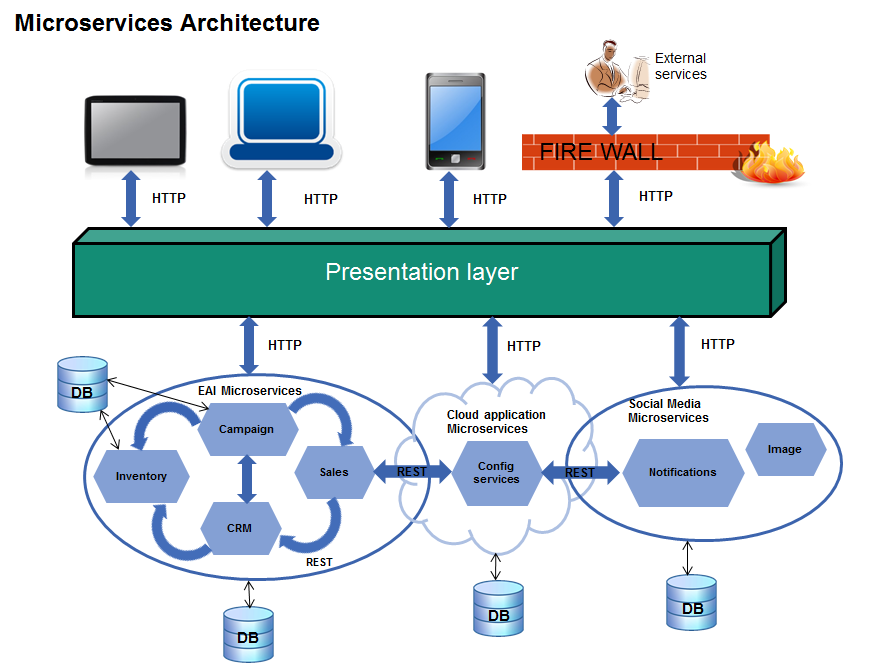 Microservices Architecture
External
services
FIRE WALL
HTTP
HTTP
HTTP
HTTP
Presentation layer
HTTP
HTTP
HTTP
DB
EAI Microservices
Campaign
Inventory
Sales
CRM
REST
REST
Cloud application
Microservices
Config
services
REST
Social Media
Microservices
Notifications
Image
DB
DB
DB